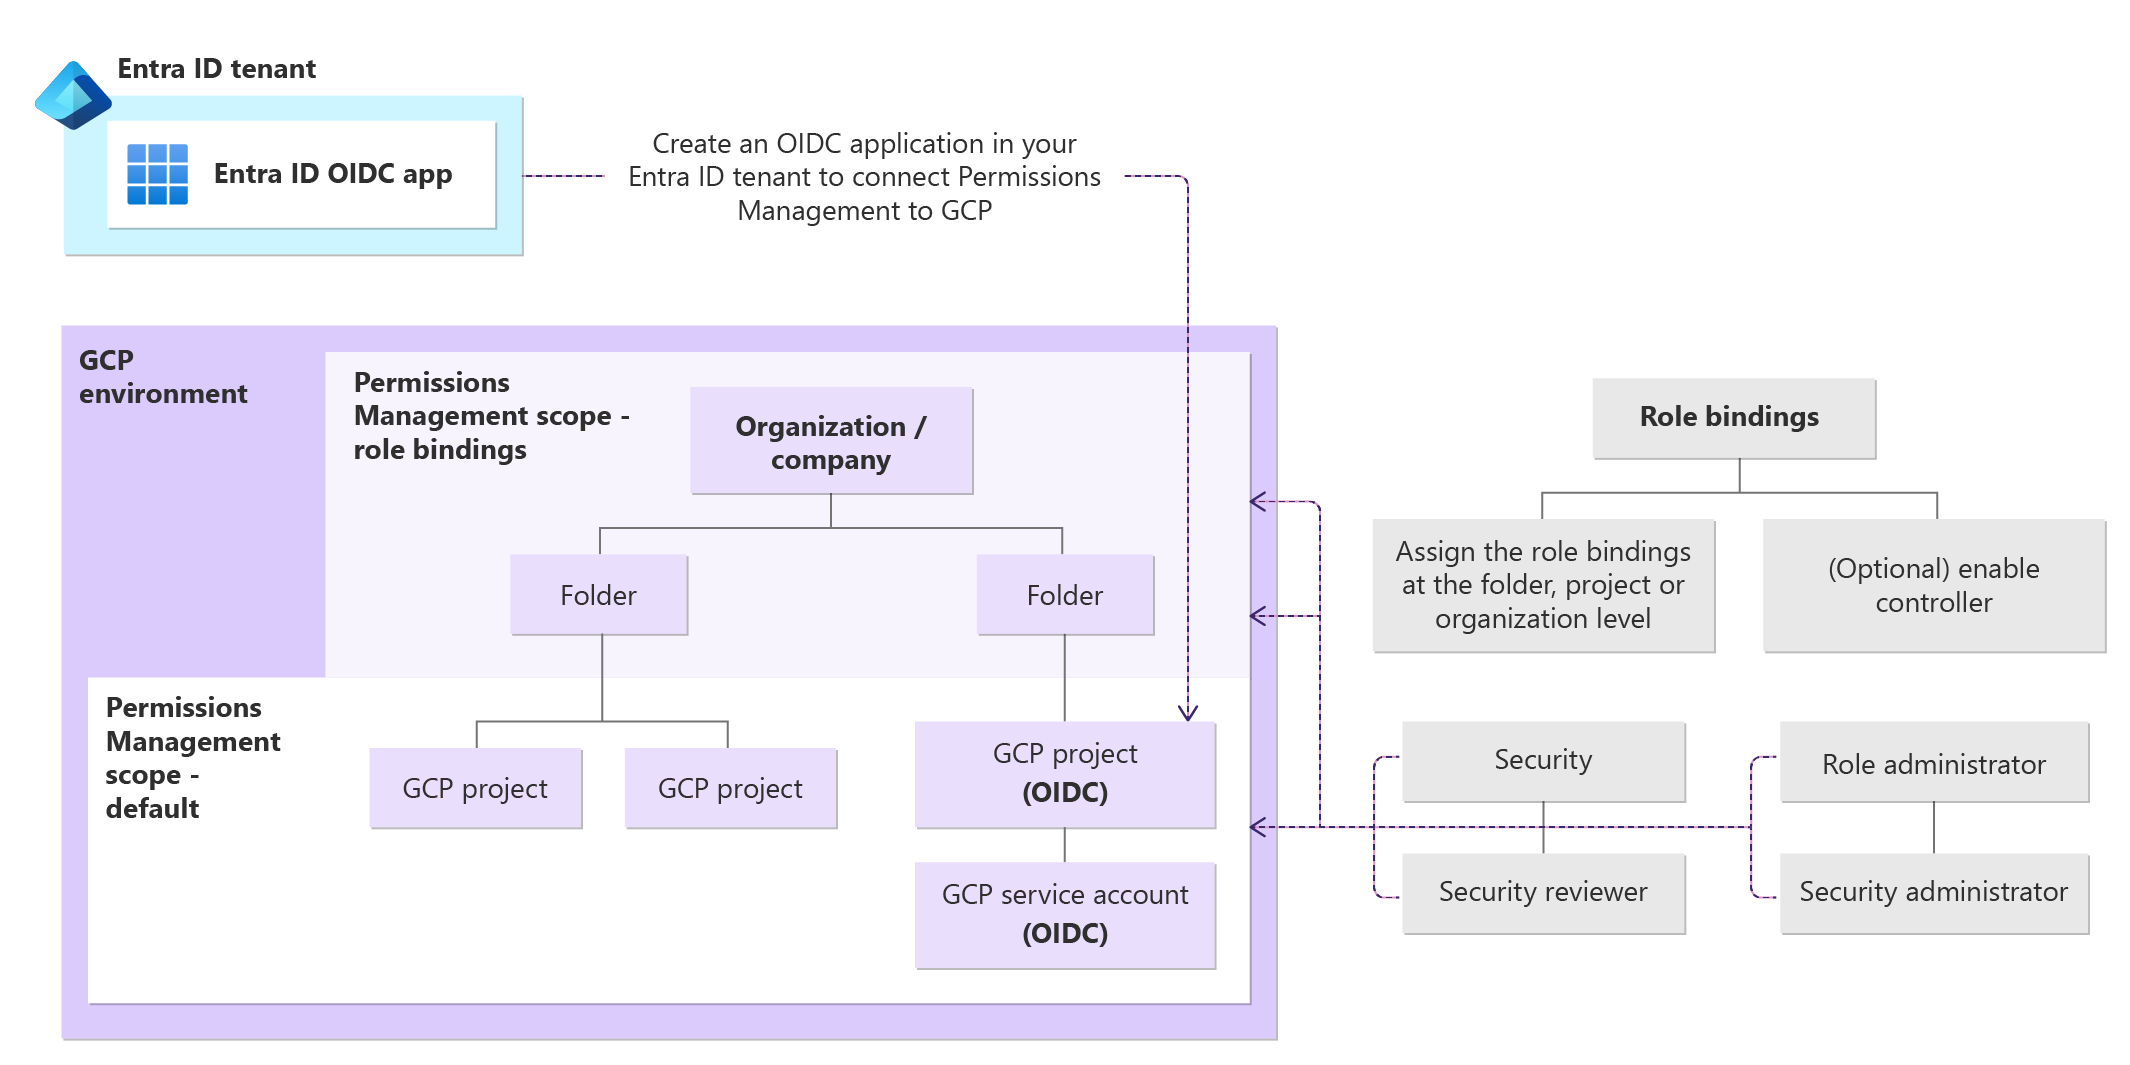 Entra ID tenant
Entra ID OIDC app
Create an OIDC application in your
Entra ID tenant to connect Permissions
Management to GCP
GCP
environment
Permissions
Management scope -
role bindings
Organization /
company
Folder
Folder
Permissions
Management
scope -
default
GCP project
GCP project
GCP project
(OIDC)
GCP service account
(OIDC)
Role bindings
Assign the role bindings
at the folder, project or
organization level
(Optional) enable
controller
Security
Role administrator
Security reviewer
Security administrator